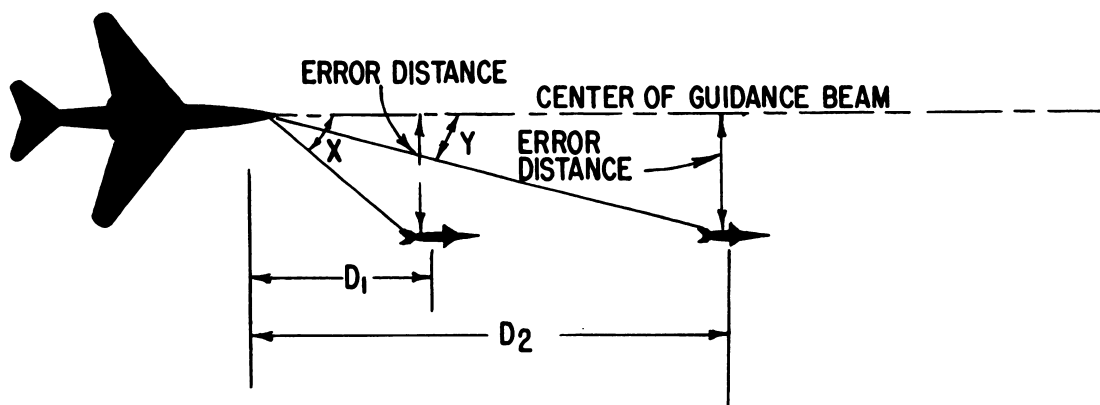 ERROR DISTANCE
CENTER OF GUIDANCE BEAM
X
Y
ERROR
DISTANCE
D1
D2